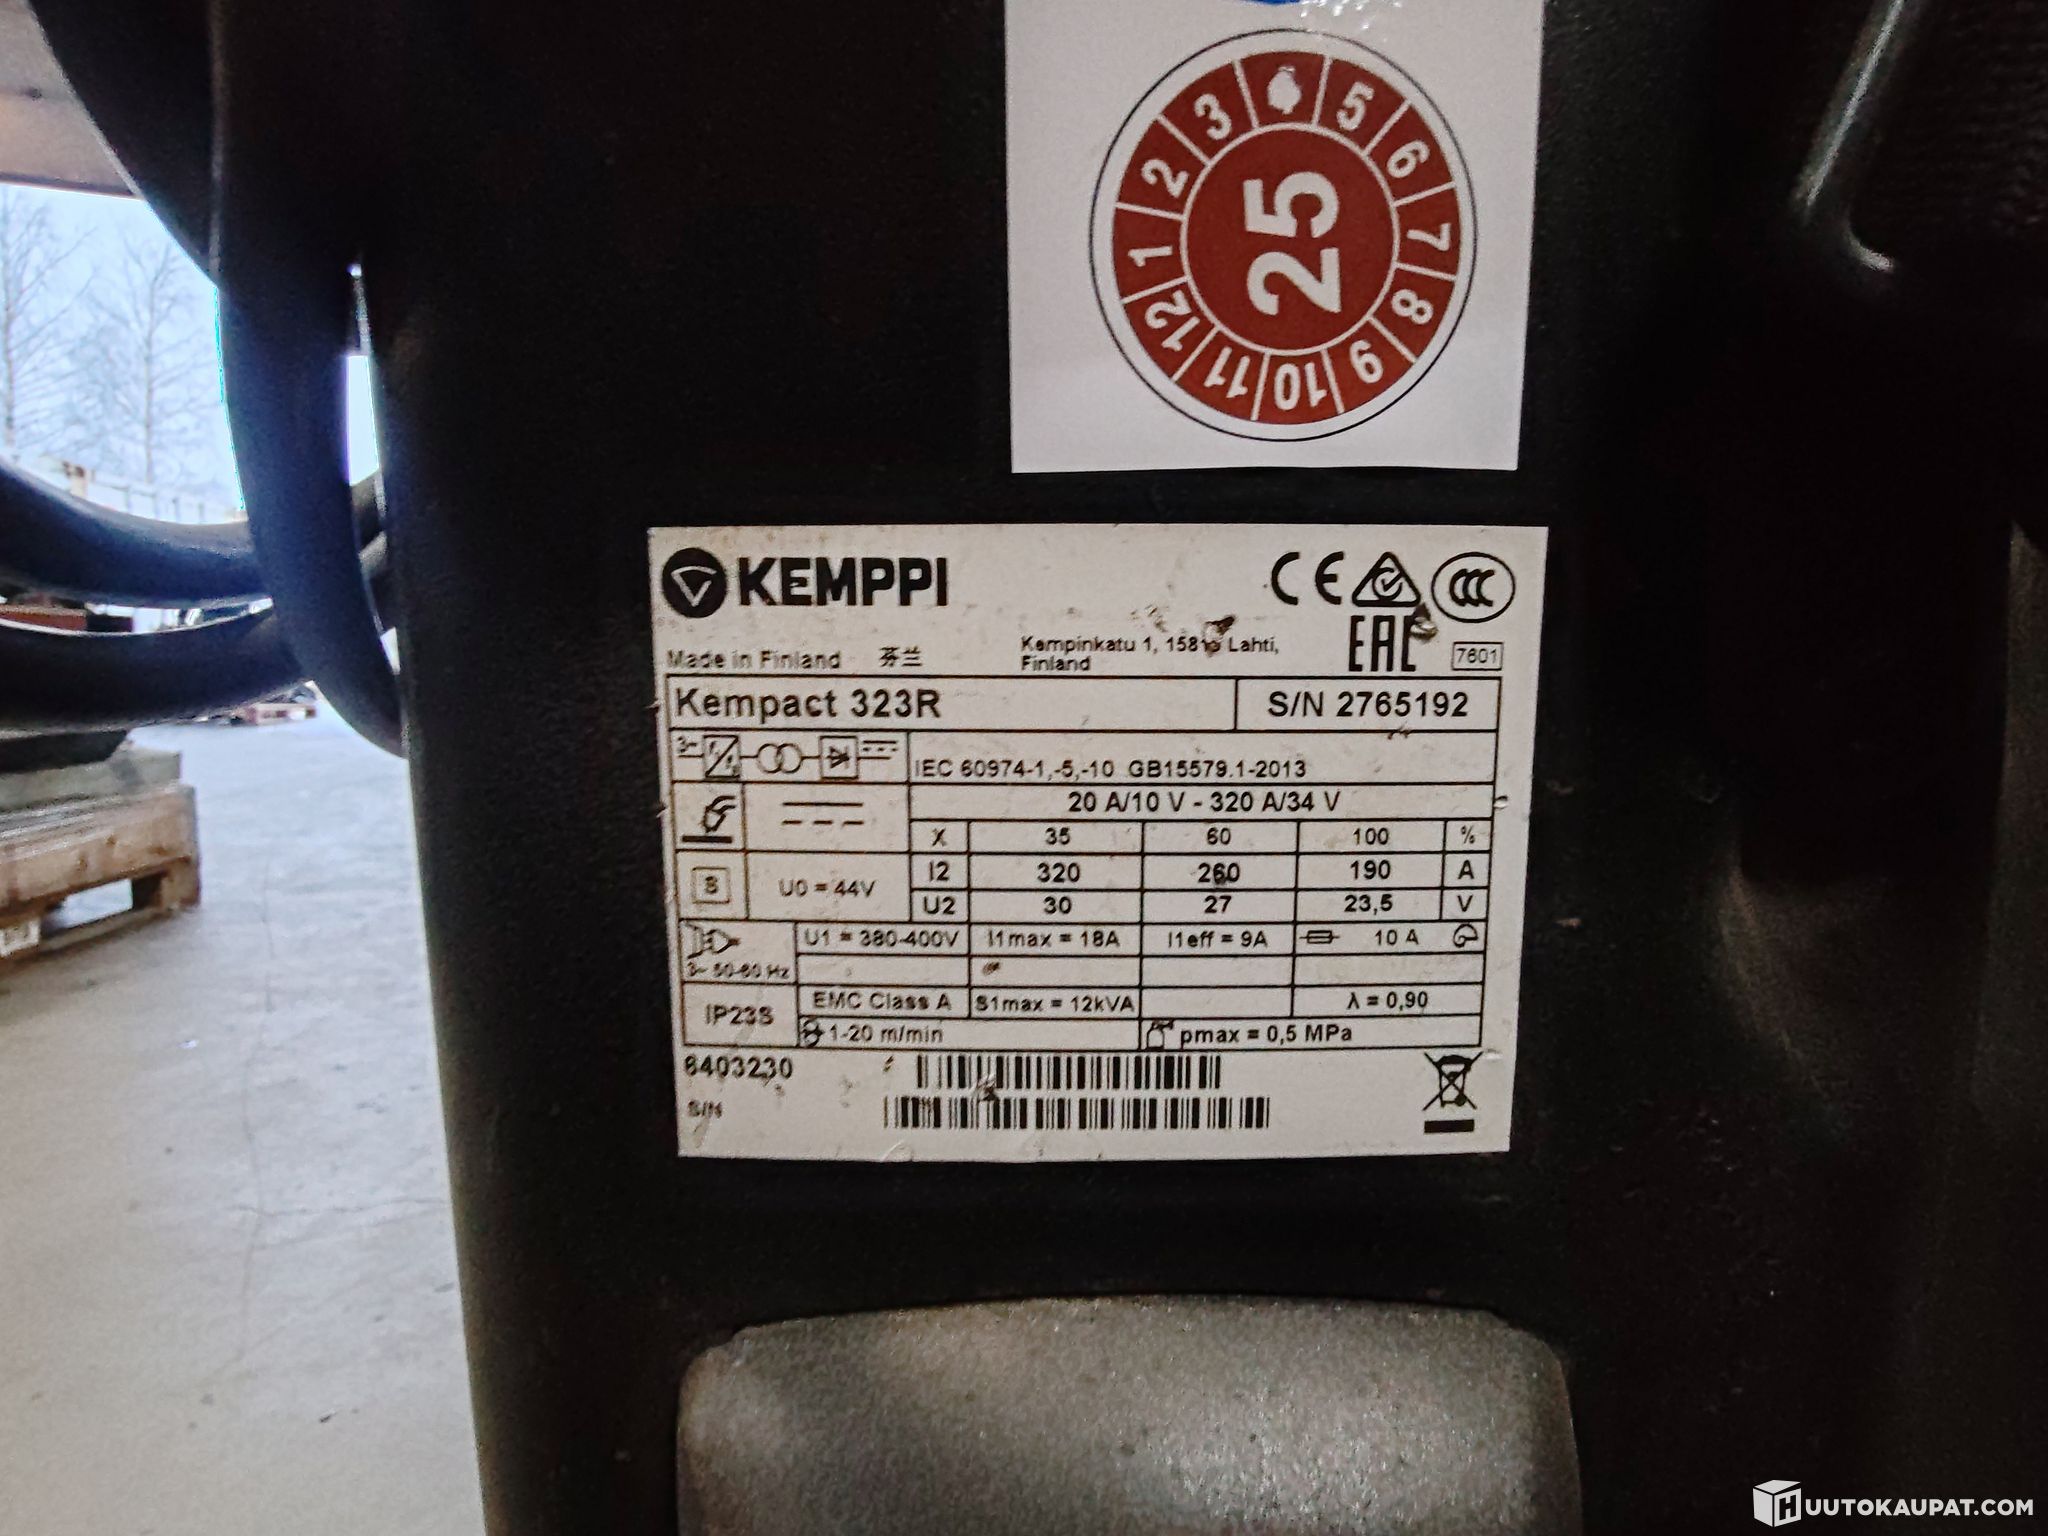 1 2 3 5 6 7 8 9 10 11 12
25
KEMPPI
CE
EAC
Made in Finland 芬兰
Kempinkatu 1, Lahti,
Finland
7601
Kempact 323R
S/N 2765192
3~
IEC 60974-1,-5,-10 GB15579.1-2013
20 A/10 V - 320 A/34 V
X 35 60 100 %
S
U0 = 44V
I2 320 260 190 A
U2 30 27 23,5 V
U1 = 380-400V I1max = 18A I1eff = 9A 10 A
3~ 50-60 Hz
IP23S
EMC Class A S1max = 12kVA λ = 0,90
1-20 m/min pmax = 0,5 MPa
6403230
S/N
HUUTOKAUPAT.COM